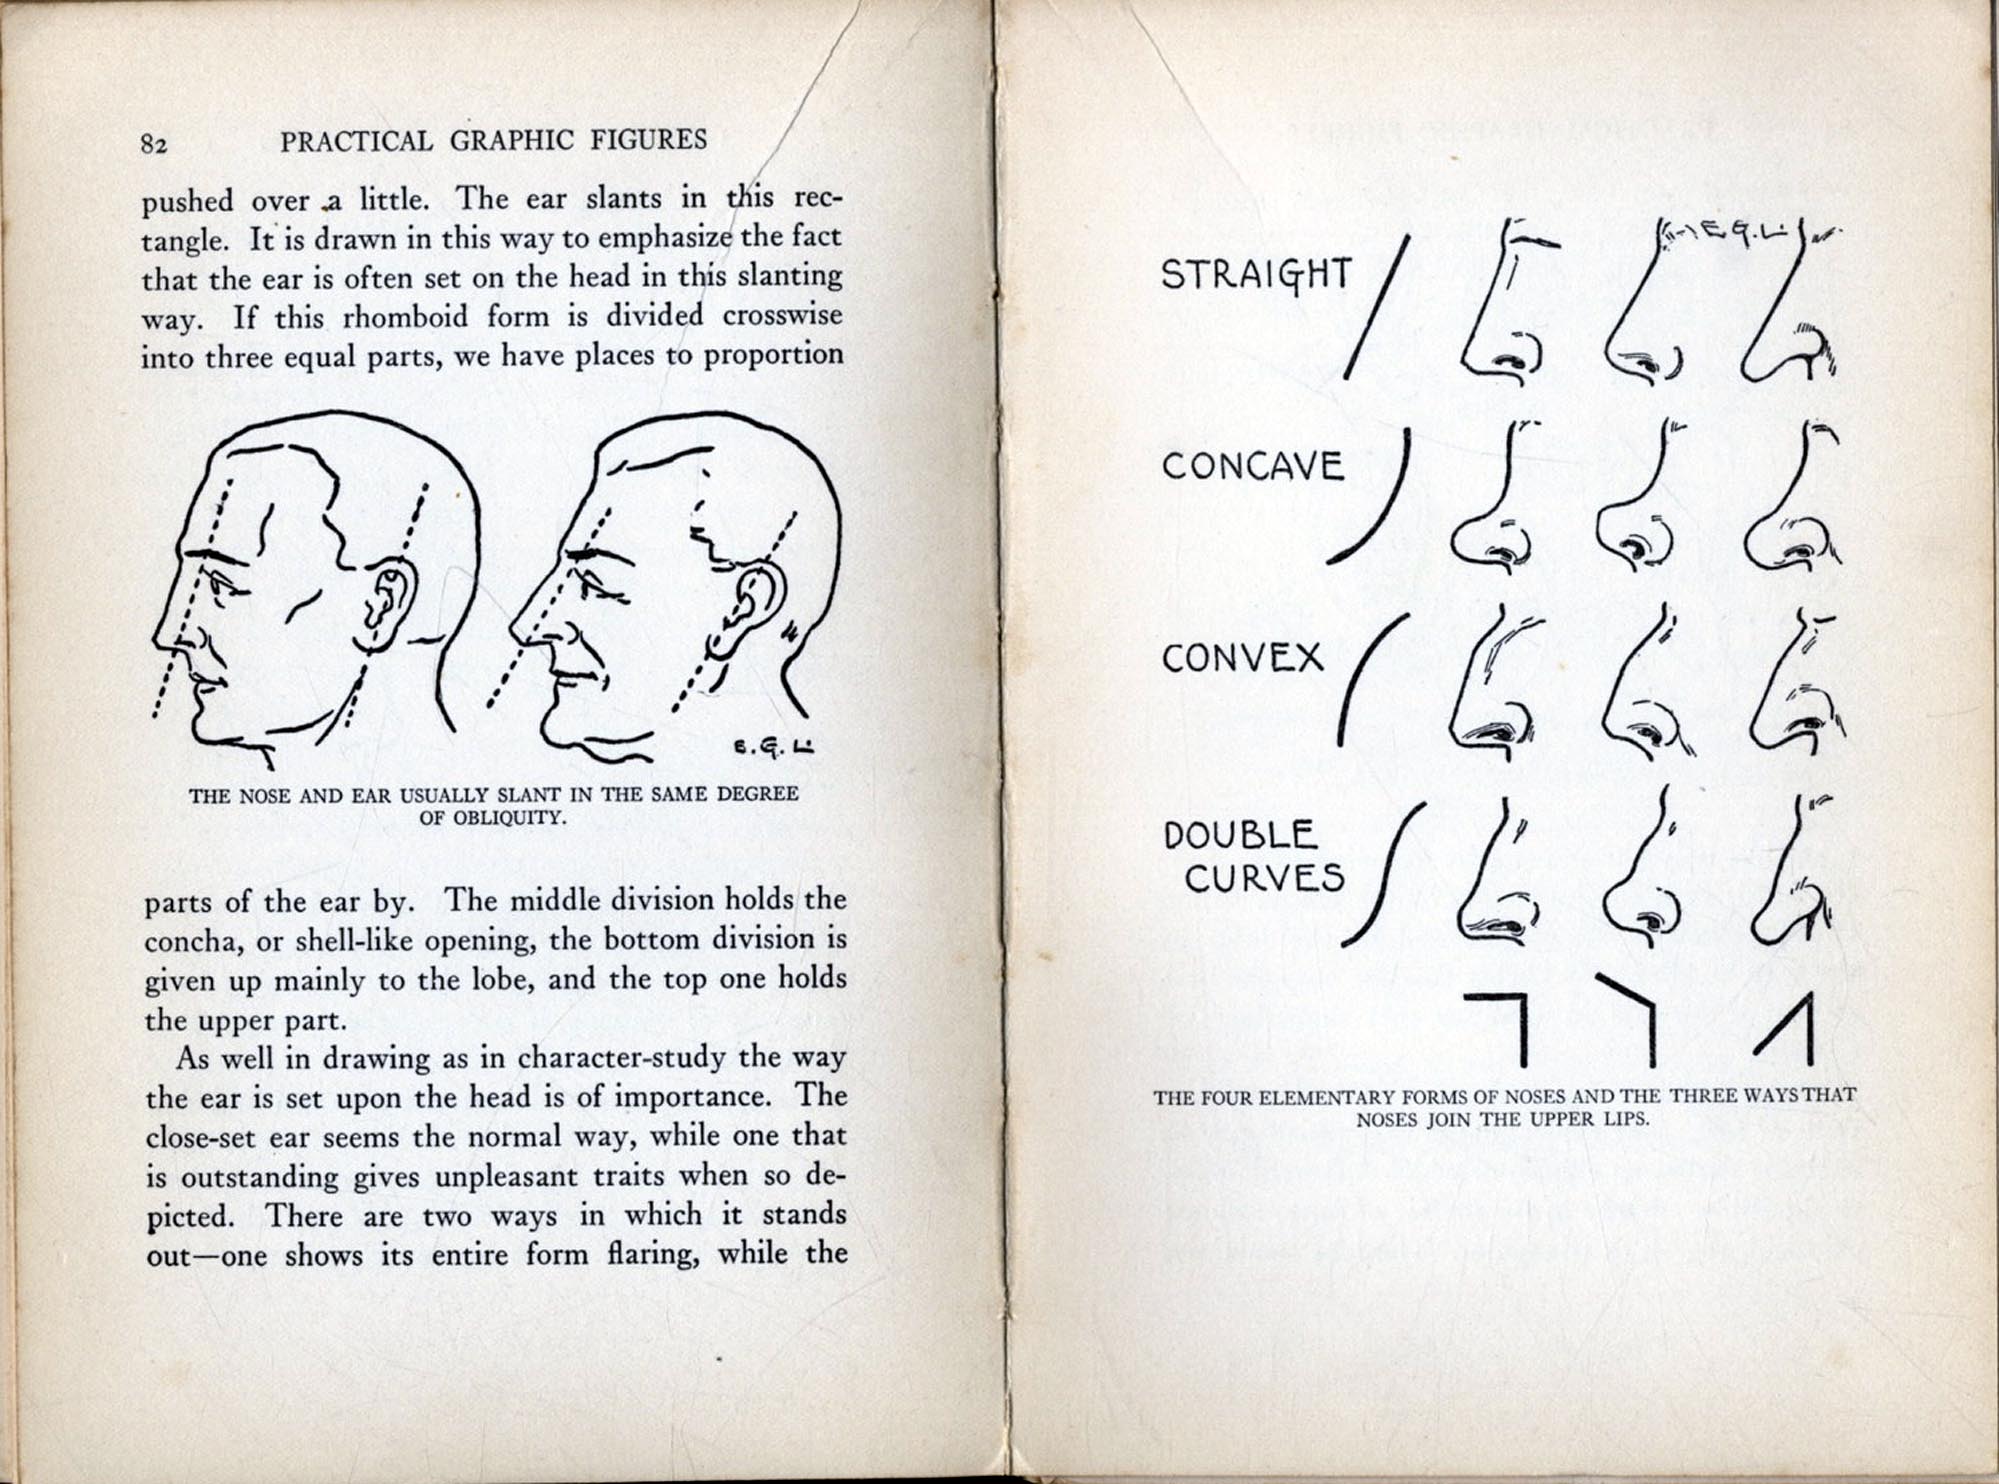 82 PRACTICAL GRAPHIC FIGURES
pushed over a little. The ear slants in this rec-
tangle. It is drawn in this way to emphasize the fact
that the ear is often set on the head in this slanting
way. If this rhomboid form is divided crosswise
into three equal parts, we have places to proportion
E.G.L.
THE NOSE AND EAR USUALLY SLANT IN THE SAME DEGREE
OF OBLIQUITY.
parts of the ear by. The middle division holds the
concha, or shell-like opening, the bottom division is
given up mainly to the lobe, and the top one holds
the upper part.
As well in drawing as in character-study the way
the ear is set upon the head is of importance. The
close-set ear seems the normal way, while one that
is outstanding gives unpleasant traits when so de-
picted. There are two ways in which it stands
out—one shows its entire form flaring, while the
E.G.L.
STRAIGHT
CONCAVE
CONVEX
DOUBLE
CURVES
THE FOUR ELEMENTARY FORMS OF NOSES AND THE THREE WAYS THAT
NOSES JOIN THE UPPER LIPS.